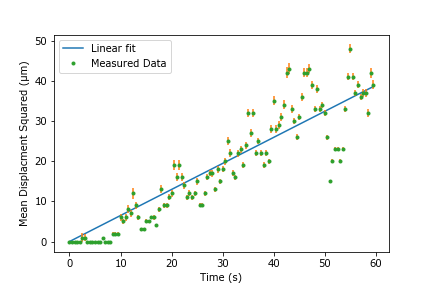 50
40
30
20
10
0
Mean Displacment Squared (μm)
Linear fit
Measured Data
0 10 20 30 40 50 60
Time (s)